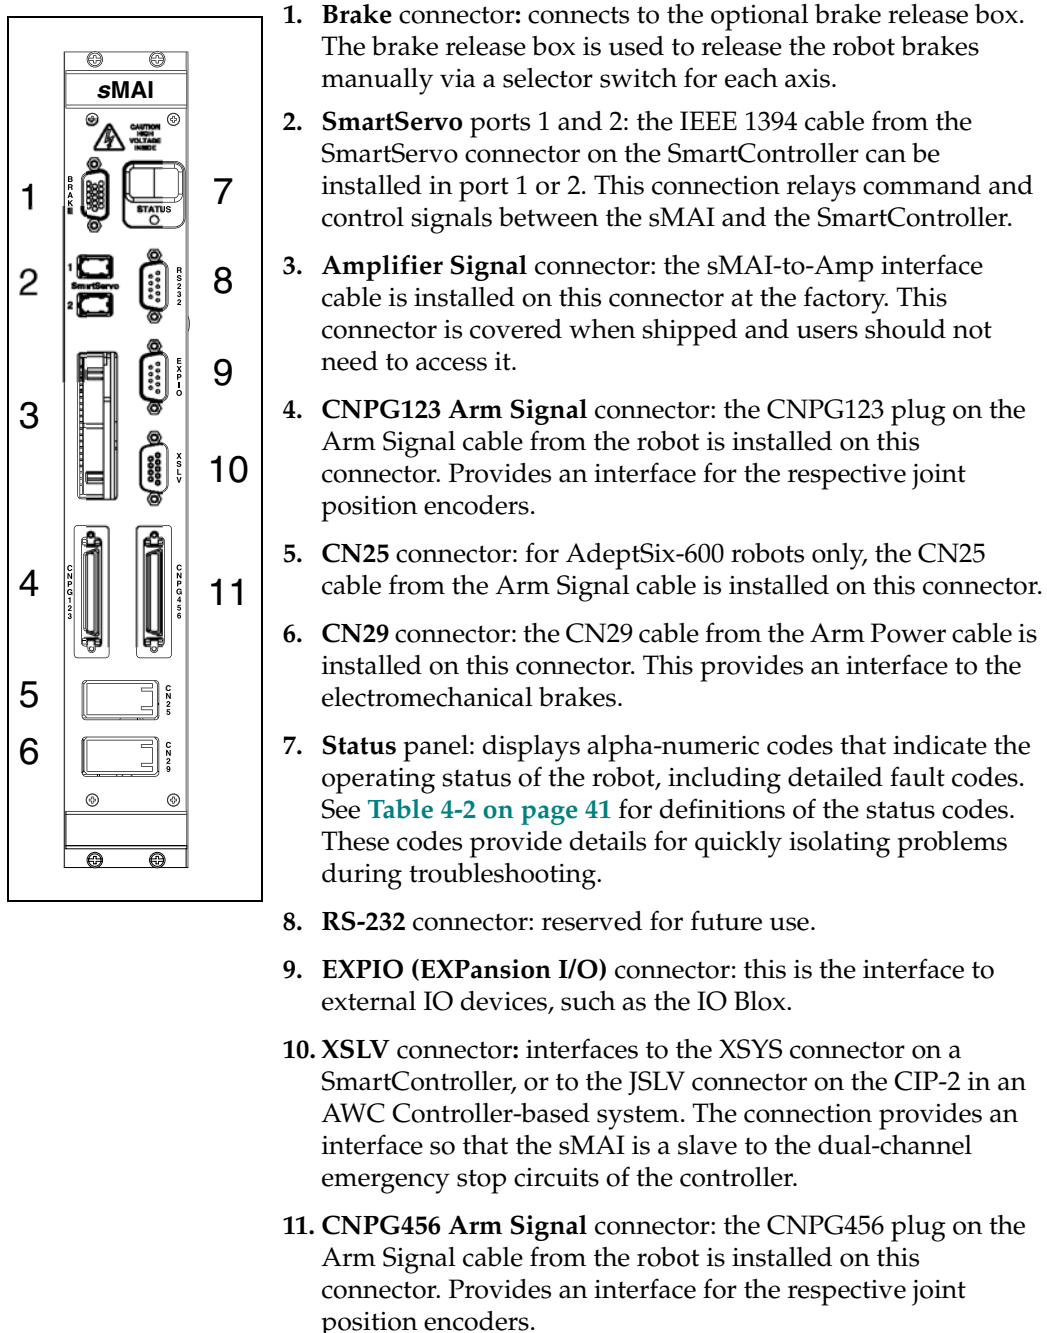 sMAI
CAUTION
HIGH
VOLTAGE
INSIDE
BRAKE
STATUS
1
7
1
SmartServo
2
RS232
2
8
EXPIO
9
3
XSLV
10
CNPG123
CNPG456
4
11
5
CN25
6
CN29
1. Brake connector: connects to the optional brake release box.
The brake release box is used to release the robot brakes
manually via a selector switch for each axis.
2. SmartServo ports 1 and 2: the IEEE 1394 cable from the
SmartServo connector on the SmartController can be
installed in port 1 or 2. This connection relays command and
control signals between the sMAI and the SmartController.
3. Amplifier Signal connector: the sMAI-to-Amp interface
cable is installed on this connector at the factory. This
connector is covered when shipped and users should not
need to access it.
4. CNPG123 Arm Signal connector: the CNPG123 plug on the
Arm Signal cable from the robot is installed on this
connector. Provides an interface for the respective joint
position encoders.
5. CN25 connector: for AdeptSix-600 robots only, the CN25
cable from the Arm Signal cable is installed on this connector.
6. CN29 connector: the CN29 cable from the Arm Power cable is
installed on this connector. This provides an interface to the
electromechanical brakes.
7. Status panel: displays alpha-numeric codes that indicate the
operating status of the robot, including detailed fault codes.
See Table 4-2 on page 41 for definitions of the status codes.
These codes provide details for quickly isolating problems
during troubleshooting.
8. RS-232 connector: reserved for future use.
9. EXPIO (EXPansion I/O) connector: this is the interface to
external IO devices, such as the IO Blox.
10. XSLV connector: interfaces to the XSYS connector on a
SmartController, or to the JSLV connector on the CIP-2 in an
AWC Controller-based system. The connection provides an
interface so that the sMAI is a slave to the dual-channel
emergency stop circuits of the controller.
11. CNPG456 Arm Signal connector: the CNPG456 plug on the
Arm Signal cable from the robot is installed on this
connector. Provides an interface for the respective joint
position encoders.